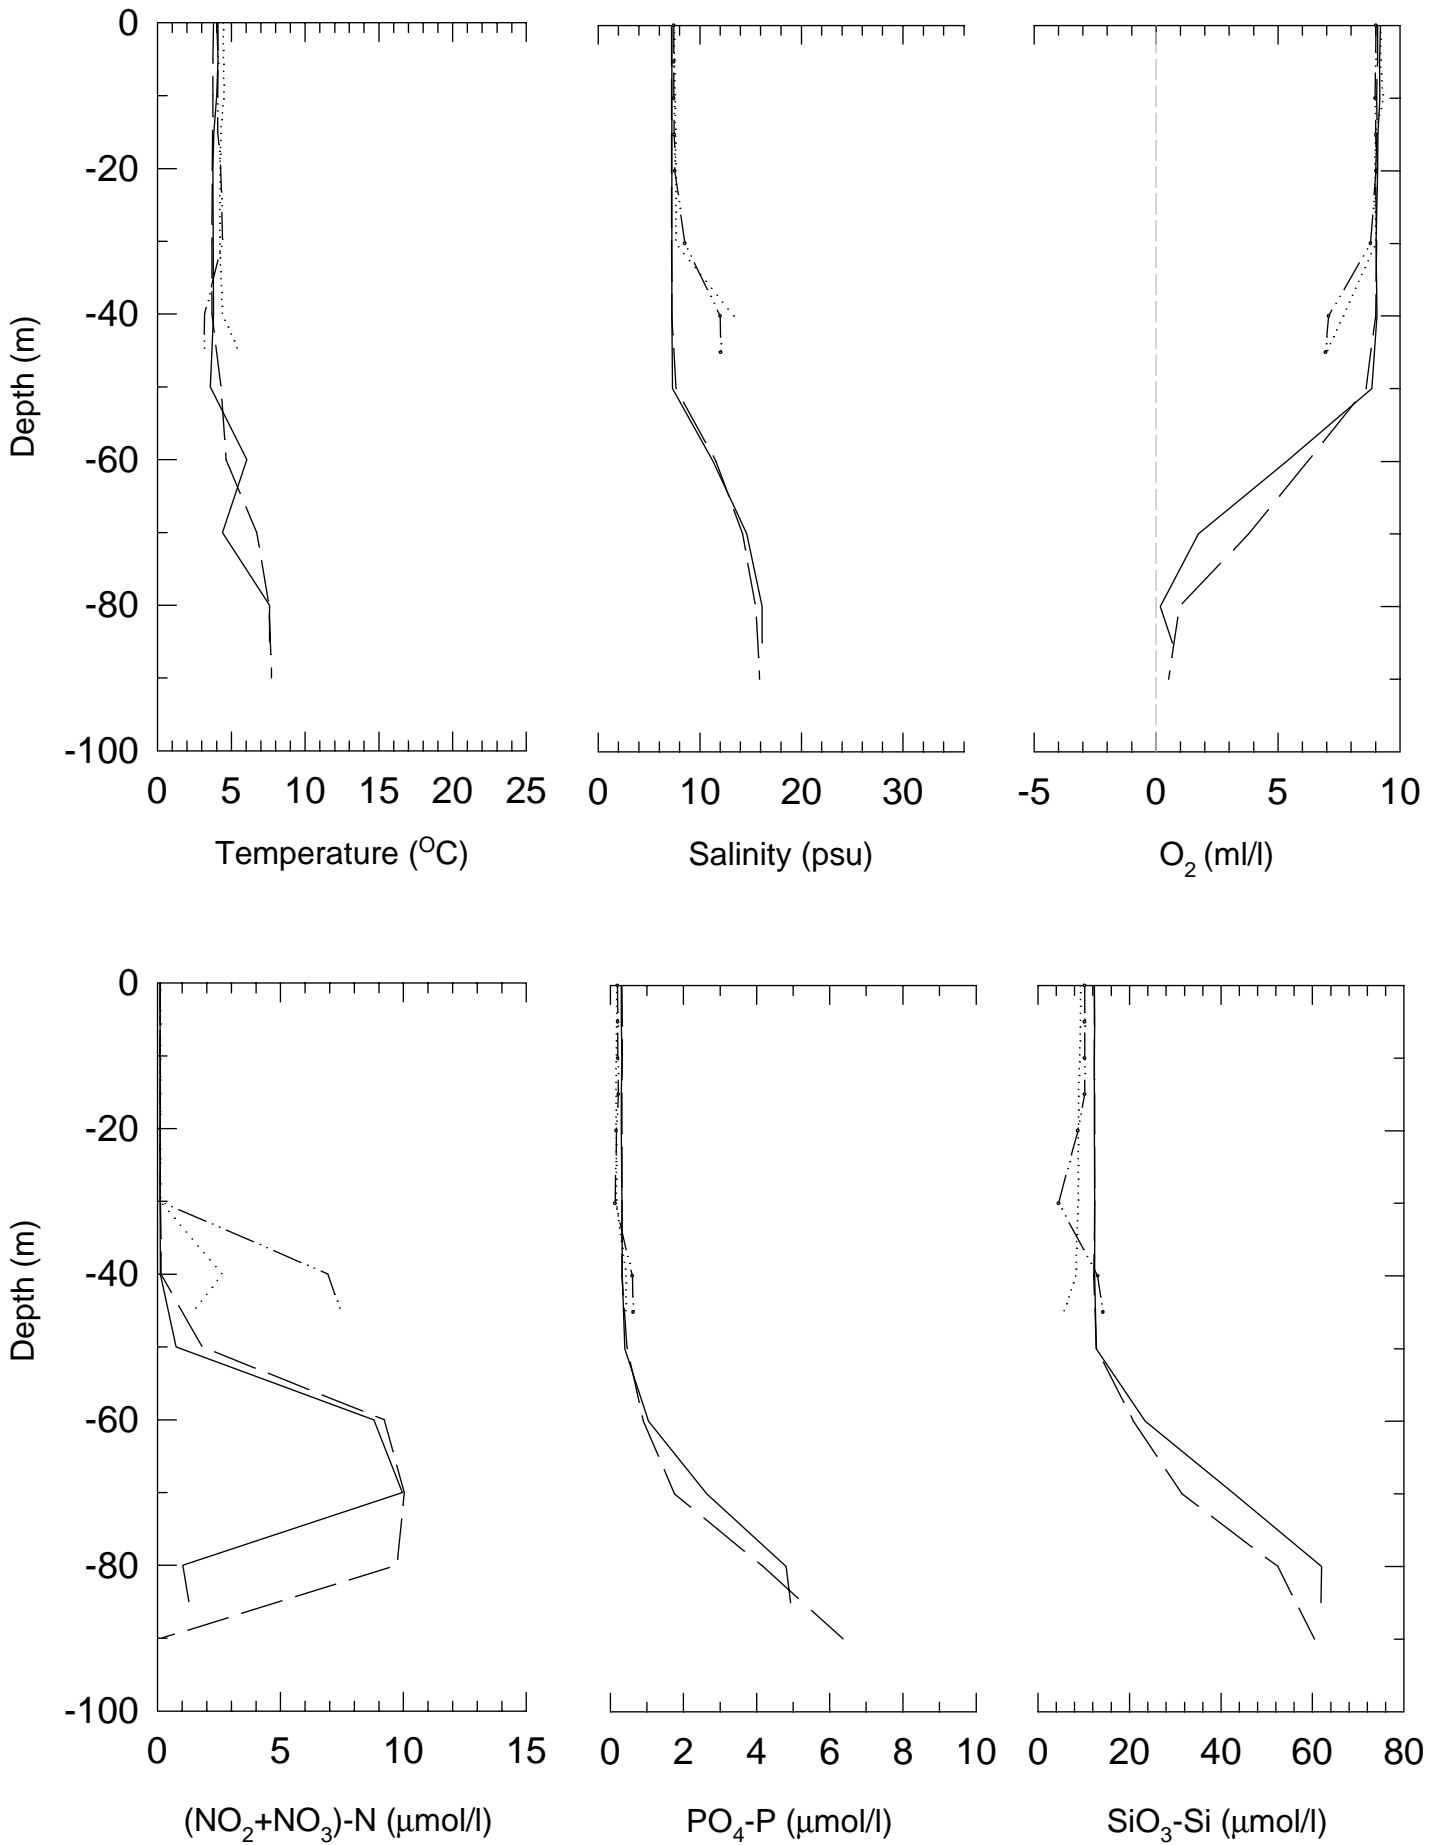 0
-20
-40
-60
-80
-100
Depth (m)
0 5 10 15 20 25
Temperature (OC)
0 10 20 30
Salinity (psu)
-5 0 5 10
O2 (ml/l)
0
-20
-40
-60
-80
-100
Depth (m)
0 5 10 15
(NO2+NO3)-N (μmol/l)
0 2 4 6 8 10
PO4-P (μmol/l)
0 20 40 60 80
SiO3-Si (μmol/l)